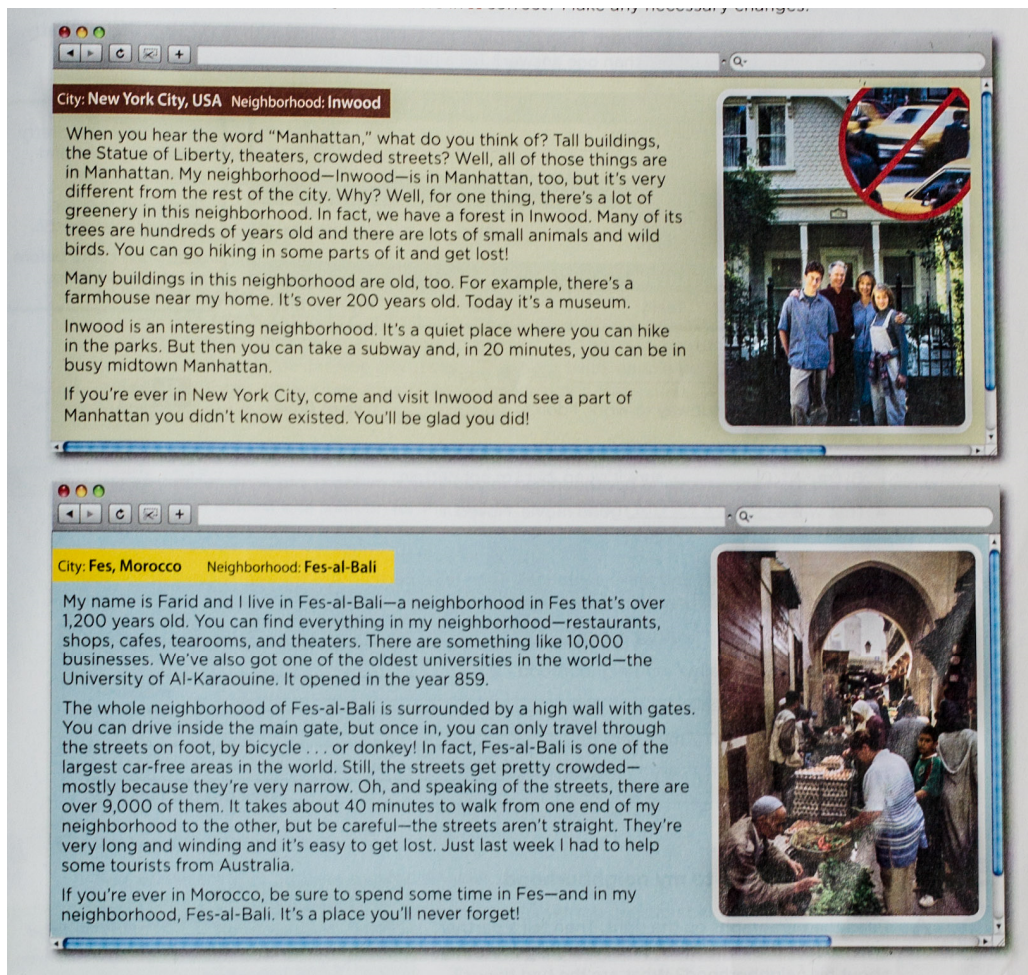 correct? Make any necessary changes.
City: New York City, USA Neighborhood: Inwood
When you hear the word “Manhattan,” what do you think of? Tall buildings,
the Statue of Liberty, theaters, crowded streets? Well, all of those things are
in Manhattan. My neighborhood—Inwood—is in Manhattan, too, but it’s very
different from the rest of the city. Why? Well, for one thing, there’s a lot of
greenery in this neighborhood. In fact, we have a forest in Inwood. Many of its
trees are hundreds of years old and there are lots of small animals and wild
birds. You can go hiking in some parts of it and get lost!
Many buildings in this neighborhood are old, too. For example, there’s a
farmhouse near my home. It’s over 200 years old. Today it’s a museum.
Inwood is an interesting neighborhood. It’s a quiet place where you can hike
in the parks. But then you can take a subway and, in 20 minutes, you can be in
busy midtown Manhattan.
If you’re ever in New York City, come and visit Inwood and see a part of
Manhattan you didn’t know existed. You’ll be glad you did!
City: Fes, Morocco Neighborhood: Fes-al-Bali
My name is Farid and I live in Fes-al-Bali—a neighborhood in Fes that’s over
1,200 years old. You can find everything in my neighborhood—restaurants,
shops, cafes, tearooms, and theaters. There are something like 10,000
businesses. We’ve also got one of the oldest universities in the world—the
University of Al-Karaouine. It opened in the year 859.
The whole neighborhood of Fes-al-Bali is surrounded by a high wall with gates.
You can drive inside the main gate, but once in, you can only travel through
the streets on foot, by bicycle . . . or donkey! In fact, Fes-al-Bali is one of the
largest car-free areas in the world. Still, the streets get pretty crowded—
mostly because they’re very narrow. Oh, and speaking of the streets, there are
over 9,000 of them. It takes about 40 minutes to walk from one end of my
neighborhood to the other, but be careful—the streets aren’t straight. They’re
very long and winding and it’s easy to get lost. Just last week I had to help
some tourists from Australia.
If you’re ever in Morocco, be sure to spend some time in Fes—and in my
neighborhood, Fes-al-Bali. It’s a place you’ll never forget!